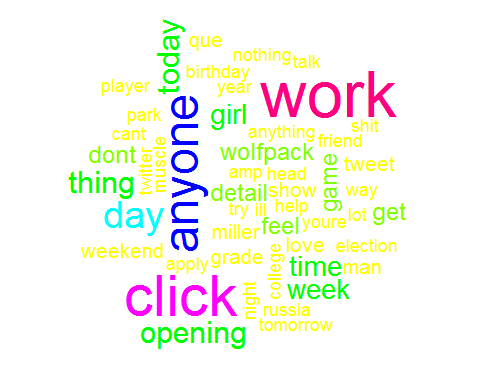 que
today
nothing
talk
birthday
player
year
work
anyone
park
girl
cant
anything
shit
friend
dont
twitter
muscle
wolfpack
tweet
thing
amp
head
game
detail
show
way
day
try
lil
help
youre
lot
get
miller
feel
weekend
love
election
apply
grade
college
time
man
click
night
week
russia
opening
tomorrow